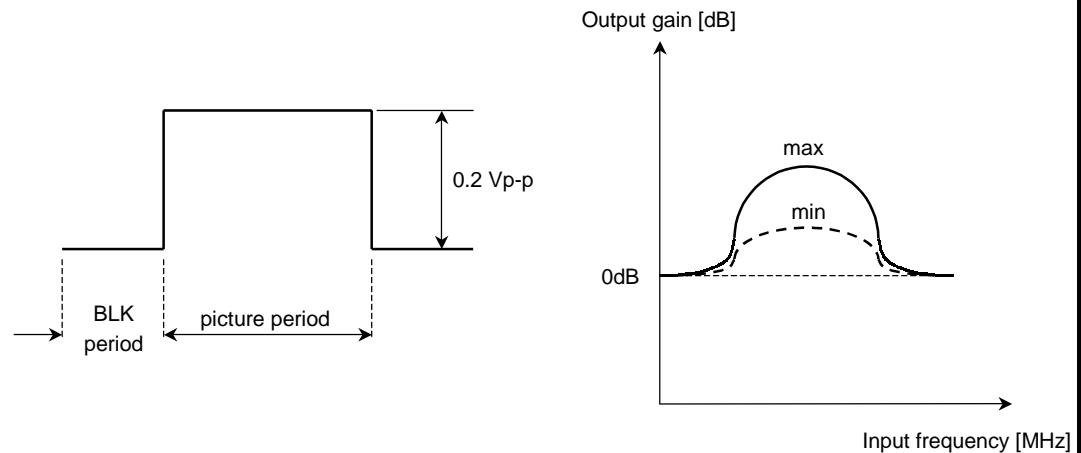 0.2 Vp-p
BLK
period
picture period
Output gain [dB]
max
min
0dB
Input frequency [MHz]